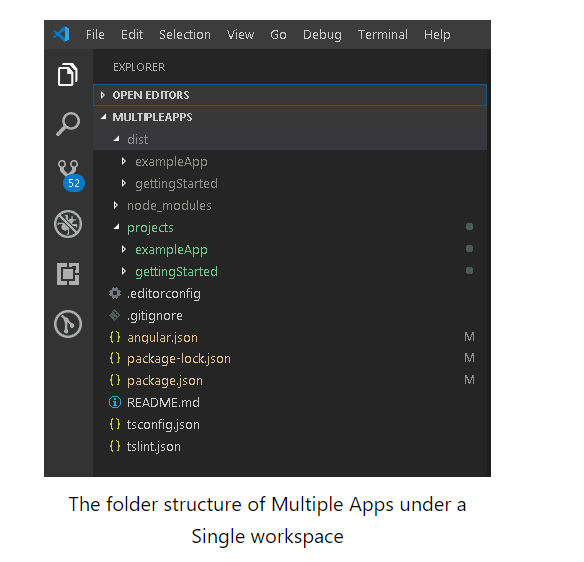 File Edit Selection View Go Debug Terminal Help
EXPLORER
OPEN EDITORS
MULTIPLEAPPS
dist
exampleApp
52
gettingStarted
node_modules
projects
exampleApp
gettingStarted
.editorconfig
.gitignore
{} angular.json M
{} package-lock.json M
{} package.json M
README.md
{} tsconfig.json
{} tslint.json
The folder structure of Multiple Apps under a
Single workspace